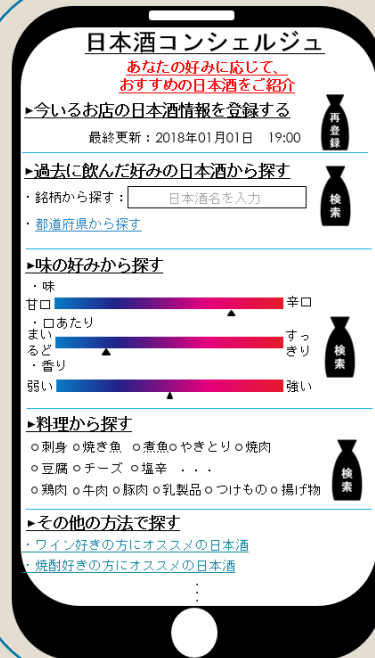 日本酒コンシェルジュ
あなたの好みに応じて、
おすすめの日本酒をご紹介
▸今いるお店の日本酒情報を登録する
再登録
最終更新：2018年01月01日　19:00
▸過去に飲んだ好みの日本酒から探す
・銘柄から探す：日本酒名を入力
検索
・都道府県から探す
▸味の好みから探す
・味
甘口 辛口
・口あたり
まいるど すっきり
検索
・香り
弱い 強い
▸料理から探す
○刺身○焼き魚 ○煮魚○やきとり○焼肉
○豆腐○チーズ ○塩辛 ・・・
検索
○鶏肉○牛肉○豚肉○乳製品○つけもの○揚げ物
▸その他の方法で探す
・ワイン好きの方にオススメの日本酒
・焼酎好きの方にオススメの日本酒